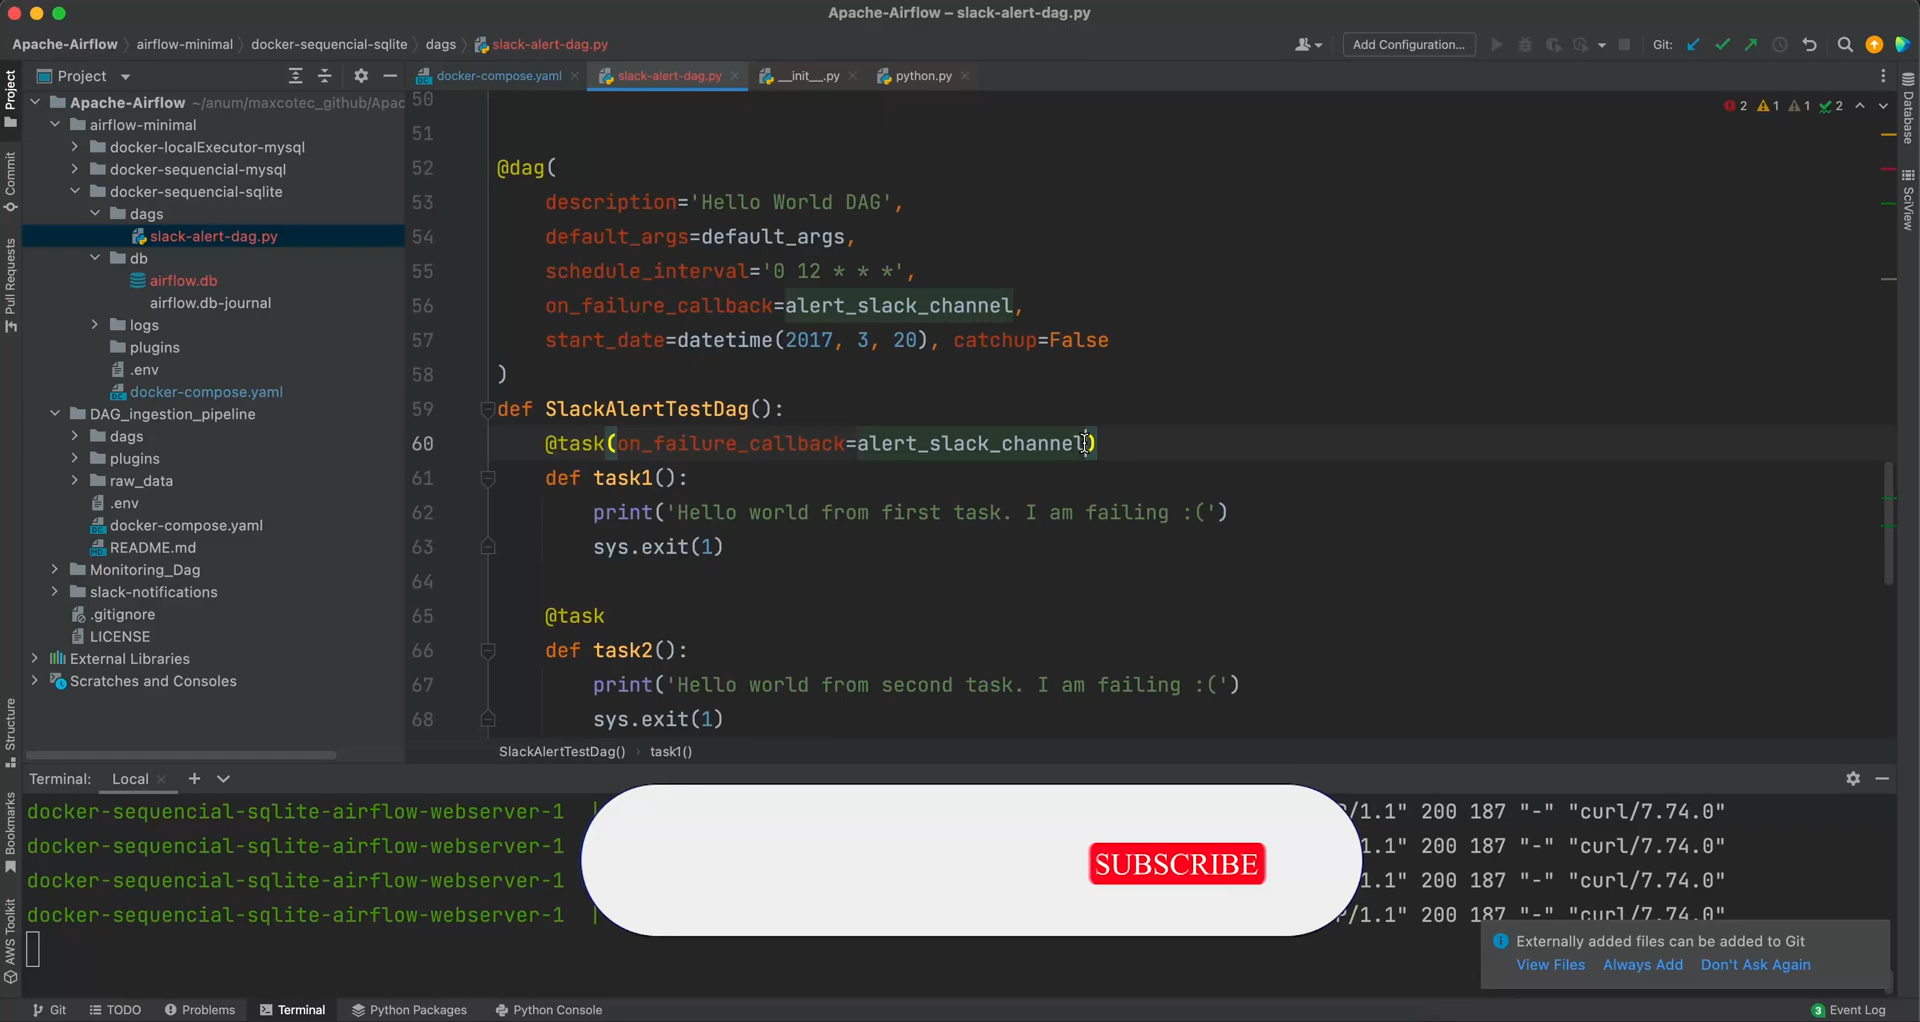 Apache-Airflow – slack-alert-dag.py
Apache-Airflow airflow-minimal docker-sequencial-sqlite dags slack-alert-dag.py
Add Configuration... Git:
Project
docker-compose.yaml slack-alert-dag.py __init__.py python.py
Apache-Airflow ~/anum/maxcotec_github/Apac
airflow-minimal
docker-localExecutor-mysql
docker-sequencial-mysql
docker-sequencial-sqlite
dags
slack-alert-dag.py
db
airflow.db
airflow.db-journal
logs
plugins
.env
docker-compose.yaml
DAG_ingestion_pipeline
dags
plugins
raw_data
.env
docker-compose.yaml
README.md
Monitoring_Dag
slack-notifications
.gitignore
LICENSE
External Libraries
Scratches and Consoles
2 1 1 2
50
51
52 @dag(
53 description='Hello World DAG',
54 default_args=default_args,
55 schedule_interval='0 12 * * *',
56 on_failure_callback=alert_slack_channel,
57 start_date=datetime(2017, 3, 20), catchup=False
58 )
59 def SlackAlertTestDag():
60 @task(on_failure_callback=alert_slack_channel)
61 def task1():
62 print('Hello world from first task. I am failing :(')
63 sys.exit(1)
64
65 @task
66 def task2():
67 print('Hello world from second task. I am failing :(')
68 sys.exit(1)
SlackAlertTestDag() task1()
Project
Commit
Pull Requests
Structure
Bookmarks
AWS Toolkit
Database
SciView
Terminal: Local
docker-sequencial-sqlite-airflow-webserver-1 | /1.1" 200 187 "-" "curl/7.74.0"
docker-sequencial-sqlite-airflow-webserver-1 1.1" 200 187 "-" "curl/7.74.0"
docker-sequencial-sqlite-airflow-webserver-1 1.1" 200 187 "-" "curl/7.74.0"
docker-sequencial-sqlite-airflow-webserver-1 | /1.1" 200 187 "-" "curl/7.74.0"
SUBSCRIBE
Externally added files can be added to Git
View Files Always Add Don't Ask Again
Git TODO Problems Terminal Python Packages Python Console 3 Event Log